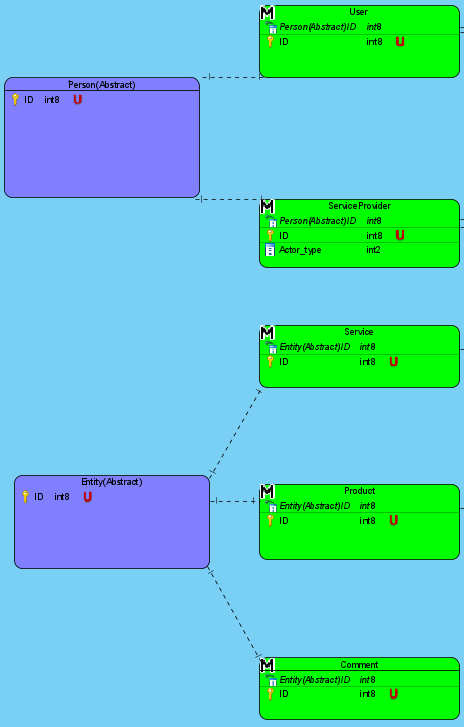 M User
Person(Abstract)ID int8
ID int8 U
Person(Abstract)
ID int8 U
M ServiceProvider
Person(Abstract)ID int8
ID int8 U
Actor_type int2
M Service
Entity(Abstract)ID int8
ID int8 U
Entity(Abstract)
ID int8 U
M Product
Entity(Abstract)ID int8
ID int8 U
M Comment
Entity(Abstract)ID int8
ID int8 U